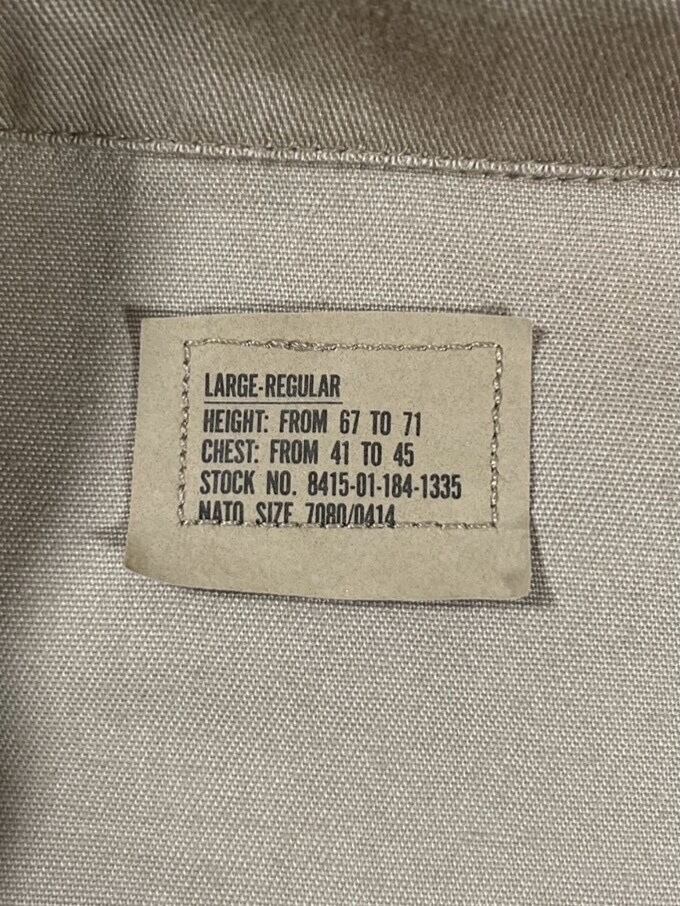 LARGE-REGULAR
HEIGHT: FROM 67 TO 71
CHEST: FROM 41 TO 45
STOCK NO. 8415-01-184-1335
NATO SIZE 7080/0414